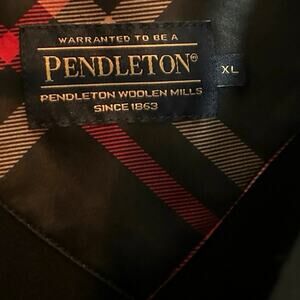 WARRANTED TO BE A
PENDLETON®
PENDLETON WOOLEN MILLS
SINCE 1863
XL